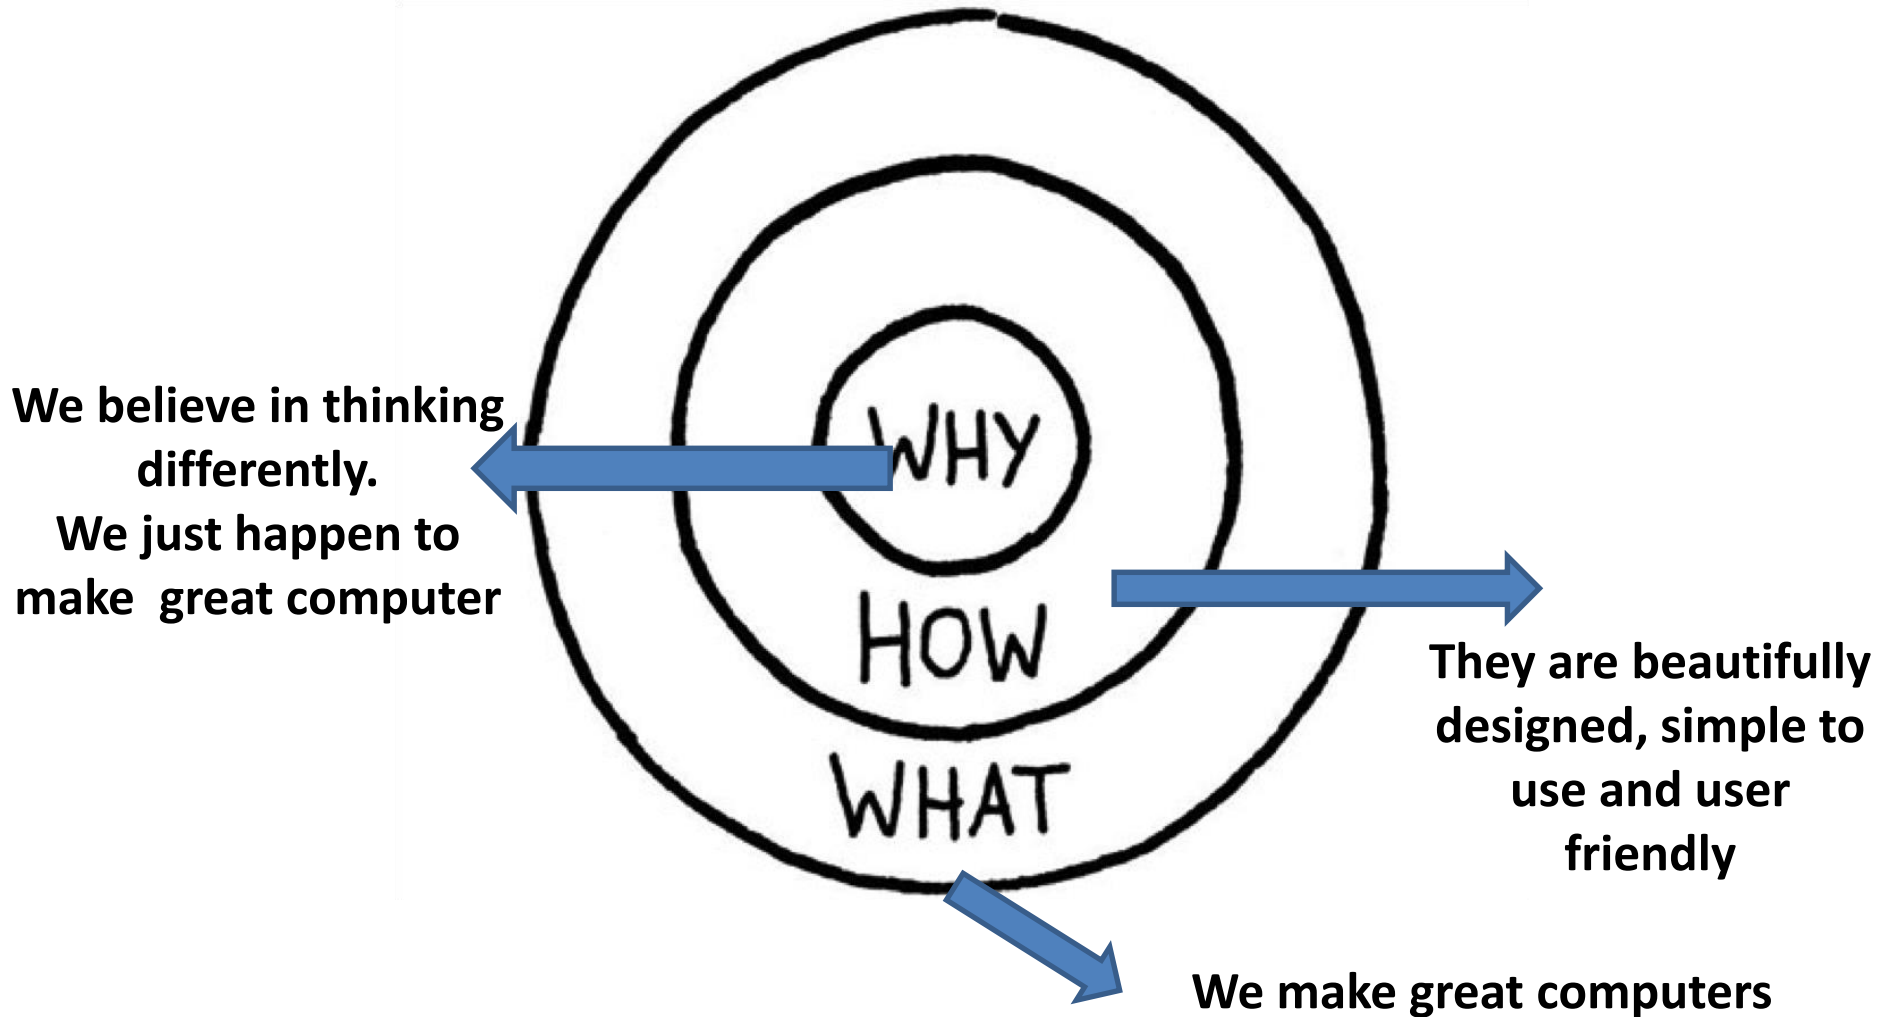 WHY
We believe in thinking
differently.
We just happen to
make  great computer
HOW
They are beautifully
designed, simple to
use and user
friendly
WHAT
We make great computers